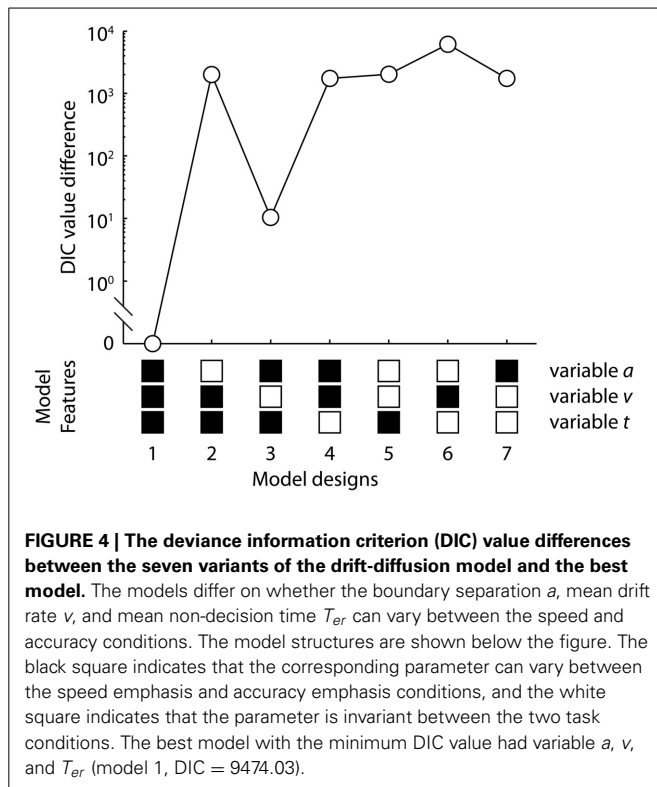 10⁴
10³
10²
10¹
10⁰
0
DIC value difference
Model
Features
variable a
variable v
variable t
1 2 3 4 5 6 7
Model designs
FIGURE 4 | The deviance information criterion (DIC) value differences
between the seven variants of the drift-diffusion model and the best
model. The models differ on whether the boundary separation a, mean drift
rate v, and mean non-decision time Tₑᵣ can vary between the speed and
accuracy conditions. The model structures are shown below the figure. The
black square indicates that the corresponding parameter can vary between
the speed emphasis and accuracy emphasis conditions, and the white
square indicates that the parameter is invariant between the two task
conditions. The best model with the minimum DIC value had variable a, v,
and Tₑᵣ (model 1, DIC = 9474.03).